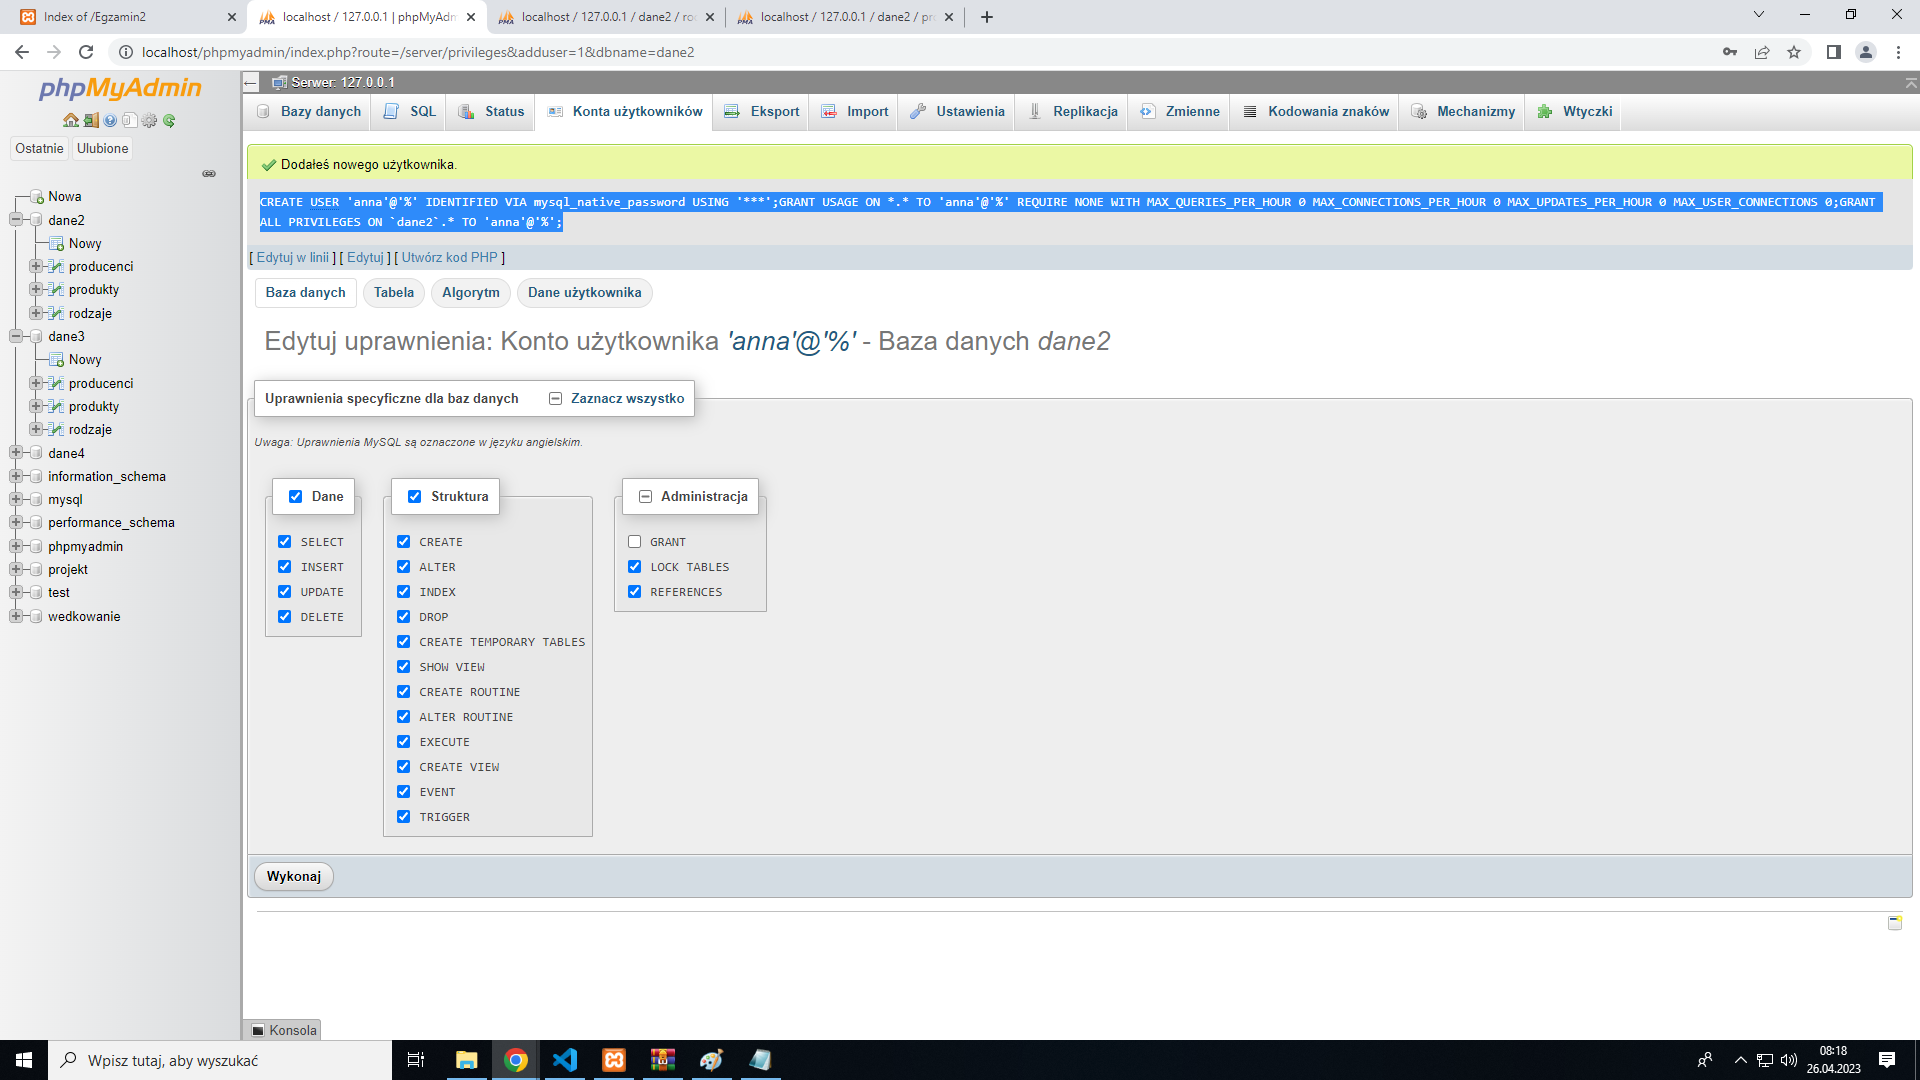 Index of /Egzamin2
localhost / 127.0.0.1 | phpMyAdm
localhost / 127.0.0.1 / dane2 / ro
localhost / 127.0.0.1 / dane2 / pr
localhost/phpmyadmin/index.php?route=/server/privileges&adduser=1&dbname=dane2
phpMyAdmin
Ostatnie
Ulubione
Nowa
dane2
Nowy
producenci
produkty
rodzaje
dane3
Nowy
producenci
produkty
rodzaje
dane4
information_schema
mysql
performance_schema
phpmyadmin
projekt
test
wedkowanie
Serwer: 127.0.0.1
Bazy danych
SQL
Status
Konta użytkowników
Eksport
Import
Ustawienia
Replikacja
Zmienne
Kodowania znaków
Mechanizmy
Wtyczki
Dodałeś nowego użytkownika.
CREATE USER 'anna'@'%' IDENTIFIED VIA mysql_native_password USING '***';GRANT USAGE ON *.* TO 'anna'@'%' REQUIRE NONE WITH MAX_QUERIES_PER_HOUR 0 MAX_CONNECTIONS_PER_HOUR 0 MAX_UPDATES_PER_HOUR 0 MAX_USER_CONNECTIONS 0;GRANT
ALL PRIVILEGES ON `dane2`.* TO 'anna'@'%';
[ Edytuj w linii ] [ Edytuj ] [ Utwórz kod PHP ]
Baza danych
Tabela
Algorytm
Dane użytkownika
Edytuj uprawnienia: Konto użytkownika 'anna'@'%' - Baza danych dane2
Uprawnienia specyficzne dla baz danych
Zaznacz wszystko
Uwaga: Uprawnienia MySQL są oznaczone w języku angielskim.
Dane
SELECT
INSERT
UPDATE
DELETE
Struktura
CREATE
ALTER
INDEX
DROP
CREATE TEMPORARY TABLES
SHOW VIEW
CREATE ROUTINE
ALTER ROUTINE
EXECUTE
CREATE VIEW
EVENT
TRIGGER
Administracja
GRANT
LOCK TABLES
REFERENCES
Wykonaj
Konsola
Wpisz tutaj, aby wyszukać
08:18
26.04.2023